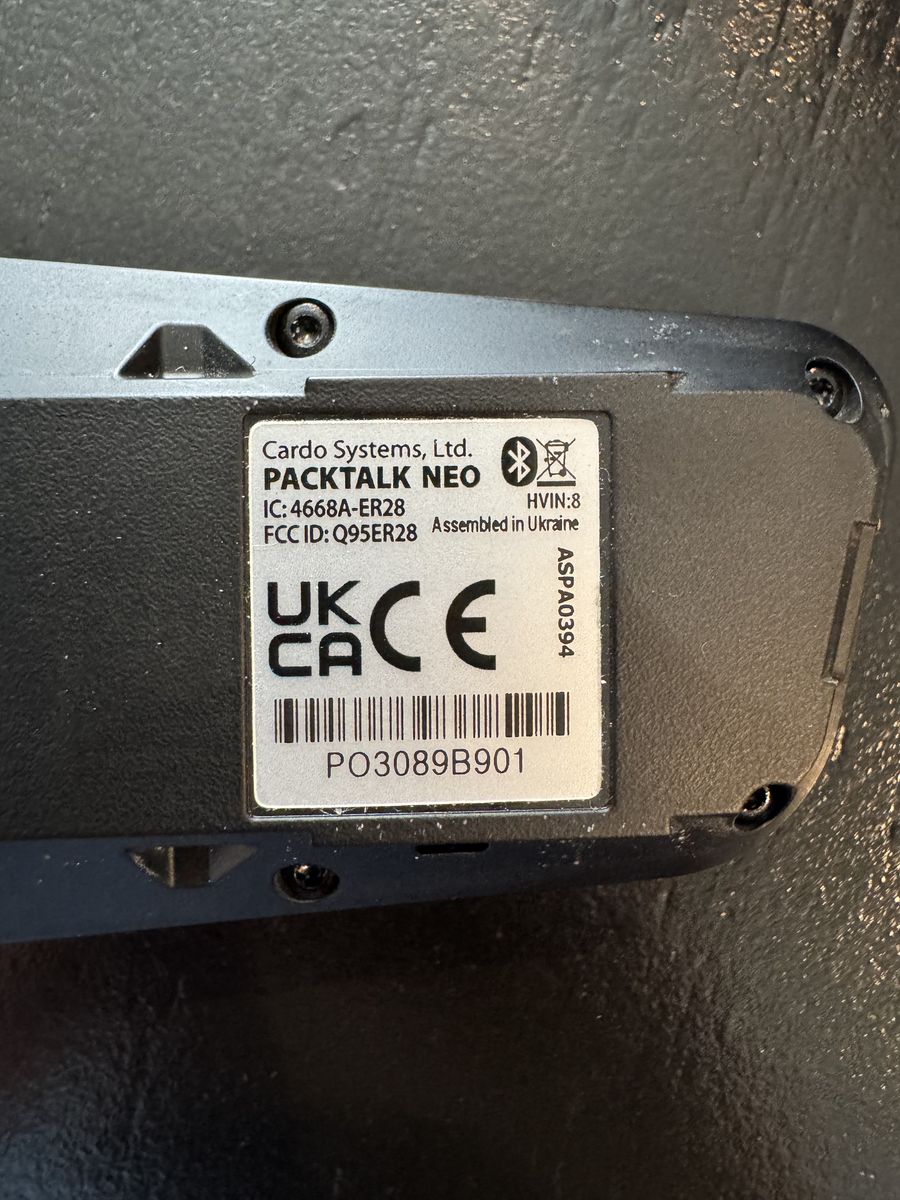 Cardo Systems, Ltd.
PACKTALK NEO
IC: 4668A-ER28
HVIN:8
FCC ID: Q95ER28
Assembled in Ukraine
ASPA0394
UK
CA
CE
PO3089B901